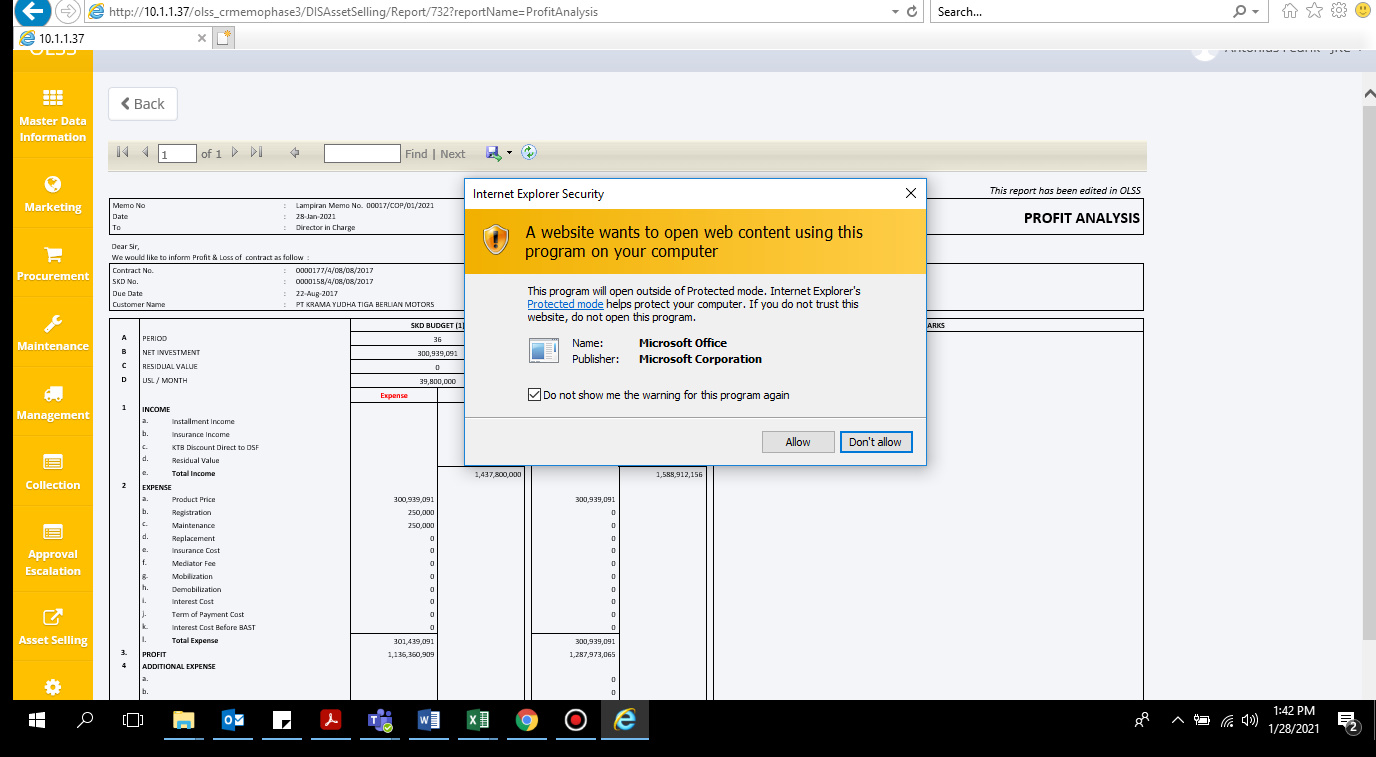 http://10.1.1.37/olss_crmemophase3/DISAssetSelling/Report/732?reportName=ProfitAnalysis
Search...
10.1.1.37
OLSS
Master Data
Information
Marketing
Procurement
Maintenance
Management
Collection
Approval
Escalation
Asset Selling
Back
1 of 1 Find | Next
This report has been edited in OLSS
Memo No : Lampiran Memo No. 00017/COP/01/2021
Date : 28-Jan-2021
To : Director in Charge
PROFIT ANALYSIS
Dear Sir,
We would like to inform Profit & Loss of contract as follow :
Contract No. : 0000177/4/08/08/2017
SKD No. : 0000158/4/08/08/2017
Due Date : 22-Aug-2017
Customer Name : PT KRAMA YUDHA TIGA BERLIAN MOTORS
SKD BUDGET (1) ARKS
A PERIOD 36
B NET INVESTMENT 300,939,091
C RESIDUAL VALUE 0
D USL / MONTH 39,800,000
Expense
1 INCOME
a. Installment Income
b. Insurance Income
c. KTB Discount Direct to DSF
d. Residual Value
e. Total Income 1,437,800,000 1,588,912,156
2 EXPENSE
a. Product Price 300,939,091 300,939,091
b. Registration 250,000 0
c. Maintenance 250,000 0
d. Replacement 0 0
e. Insurance Cost 0 0
f. Mediator Fee 0 0
g. Mobilization 0 0
h. Demobilization 0 0
i. Interest Cost 0 0
j. Term of Payment Cost 0 0
k. Interest Cost Before BAST 0 0
l. Total Expense 301,439,091 300,939,091
3. PROFIT 1,136,360,909 1,287,973,065
4 ADDITIONAL EXPENSE
a. 0
b. 0
Internet Explorer Security
A website wants to open web content using this
program on your computer
This program will open outside of Protected mode. Internet Explorer's
Protected mode helps protect your computer. If you do not trust this
website, do not open this program.
Name: Microsoft Office
Publisher: Microsoft Corporation
Do not show me the warning for this program again
Allow Don't allow
1:42 PM
1/28/2021
2